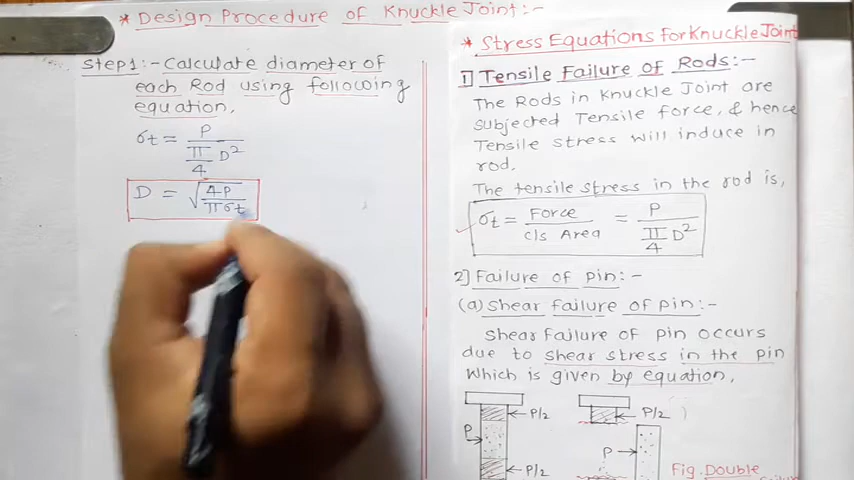 * Design Procedure of Knuckle Joint:-
Step1:- Calculate diameter of
each Rod using following
equation,
σt = P / (π/4 D²)
D = √(4P / πσt)
* Stress Equations For Knuckle Joint
1] Tensile Failure of Rods:-
The Rods in Knuckle Joint are
subjected Tensile force, & hence
Tensile stress will induce in
rod.
The tensile stress in the rod is,
σt = Force / c/s Area = P / (π/4 D²)
2] Failure of pin:-
(a) Shear failure of pin:-
Shear Failure of pin occurs
due to shear stress in the pin
Which is given by equation,
P/2 P/2
P P
P/2
Fig. Double